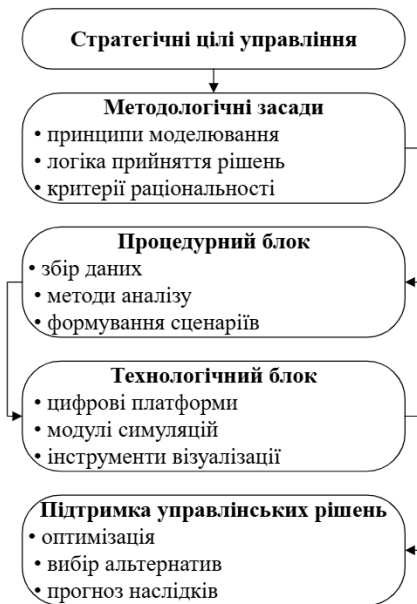 Стратегічні цілі управління
Методологічні засади
• принципи моделювання
• логіка прийняття рішень
• критерії раціональності
Процедурний блок
• збір даних
• методи аналізу
• формування сценаріїв
Технологічний блок
• цифрові платформи
• модулі симуляцій
• інструменти візуалізації
Підтримка управлінських рішень
• оптимізація
• вибір альтернатив
• прогноз наслідків